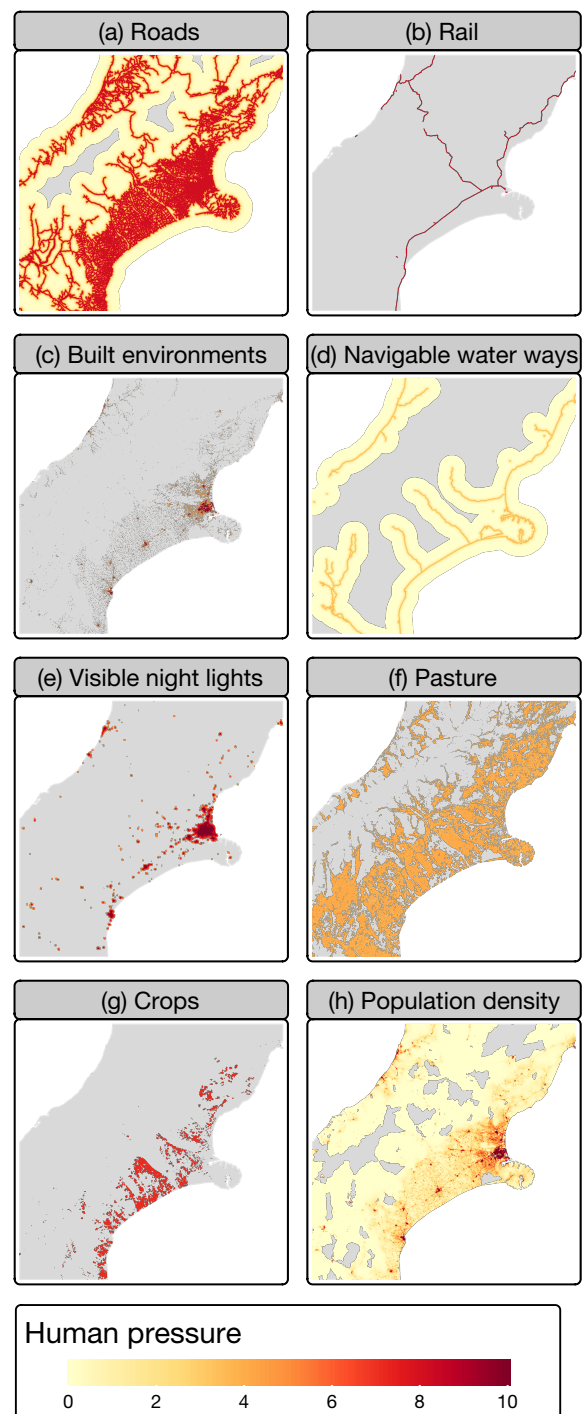 (a) Roads
(b) Rail
(c) Built environments
(d) Navigable water ways
(e) Visible night lights
(f) Pasture
(g) Crops
(h) Population density
Human pressure
0 2 4 6 8 10